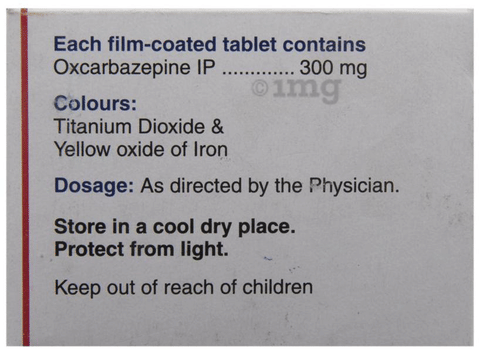 Each film-coated tablet contains
Oxcarbazepine IP ............. 300 mg
©1mg
Colours:
Titanium Dioxide &
Yellow oxide of Iron
Dosage: As directed by the Physician.
Store in a cool dry place.
Protect from light.
Keep out of reach of children